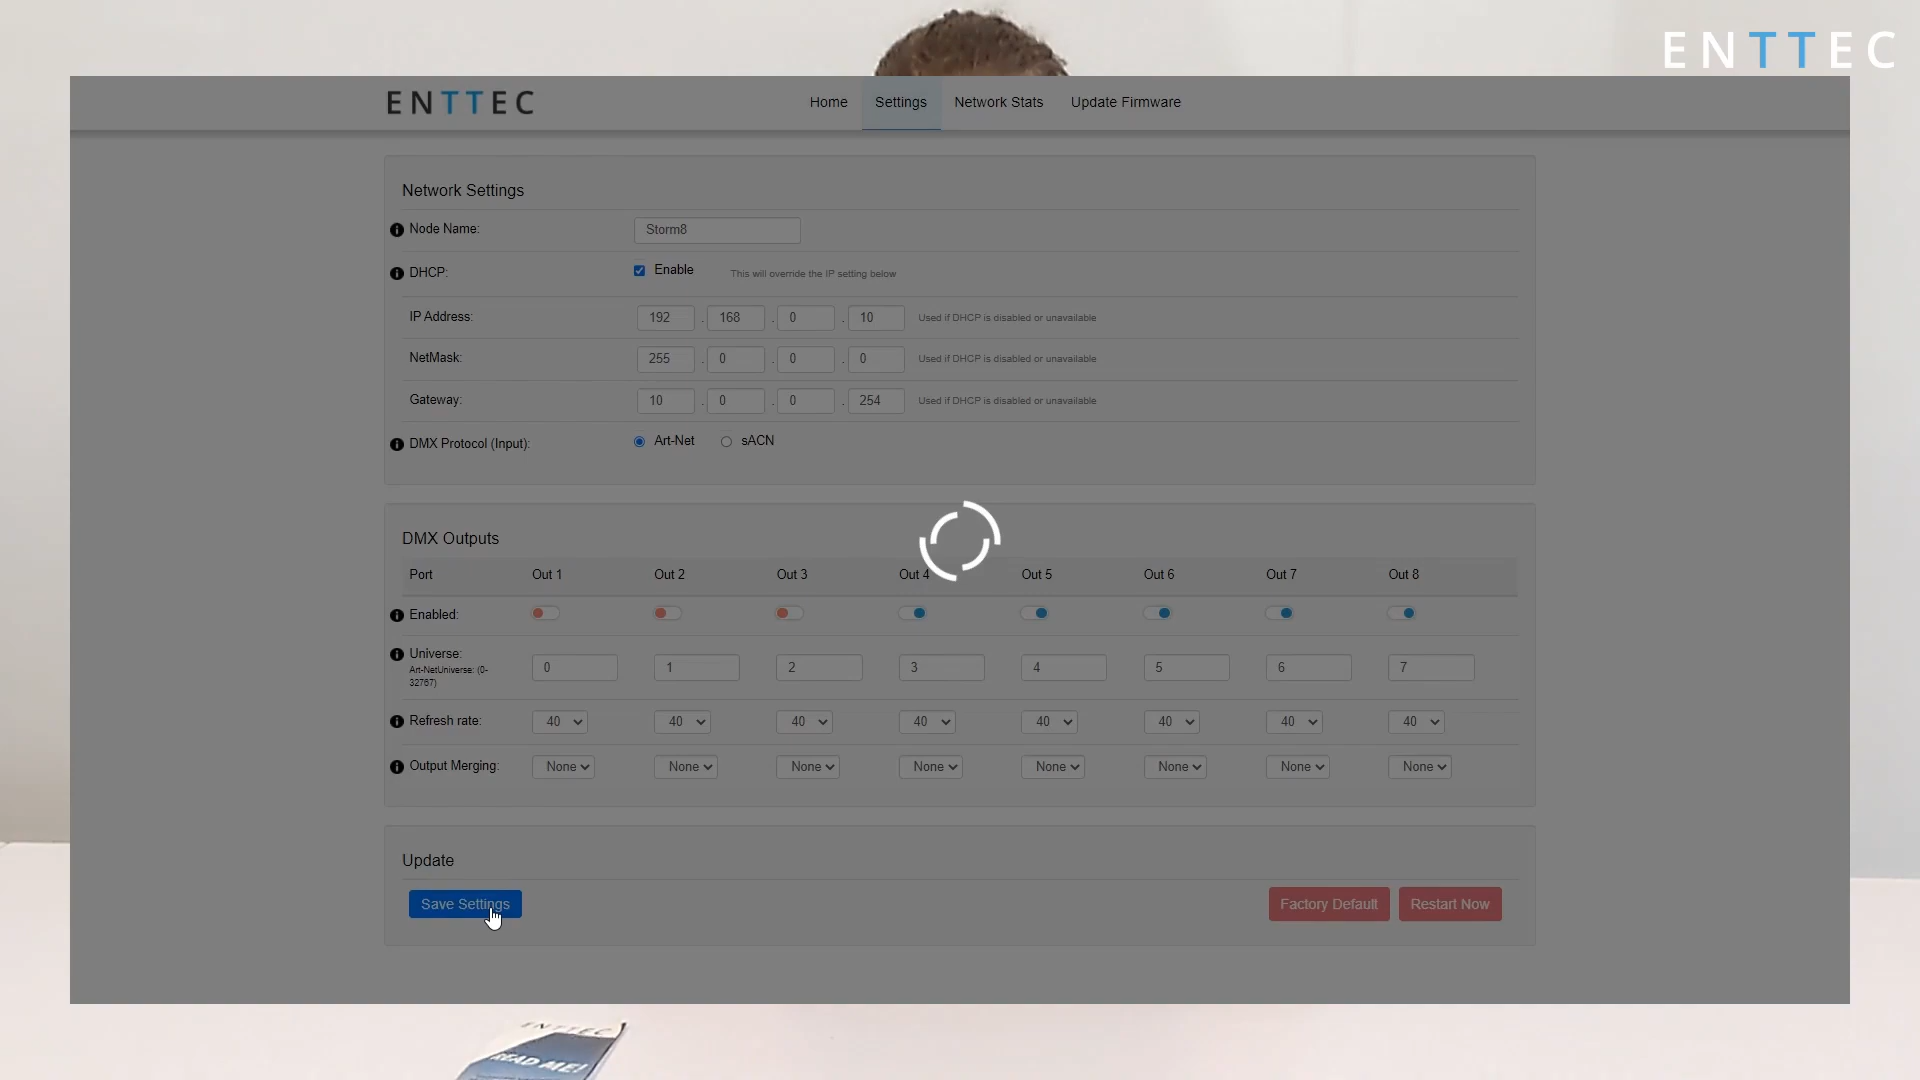 ENTTEC
ENTTEC Home Settings Network Stats Update Firmware
Network Settings
Node Name: Storm8
DHCP: Enable This will override the IP setting below
IP Address: 192 . 168 . 0 . 10 Used if DHCP is disabled or unavailable
NetMask: 255 . 0 . 0 . 0 Used if DHCP is disabled or unavailable
Gateway: 10 . 0 . 0 . 254 Used if DHCP is disabled or unavailable
DMX Protocol (Input): Art-Net sACN
DMX Outputs
Port Out 1 Out 2 Out 3 Out 4 Out 5 Out 6 Out 7 Out 8
Enabled:
Universe: 0 1 2 3 4 5 6 7
Art-NetUniverse: (0-
32767)
Refresh rate: 40 40 40 40 40 40 40 40
Output Merging: None None None None None None None None
Update
Save Settings Factory Default Restart Now
ENTTEC
READ ME!